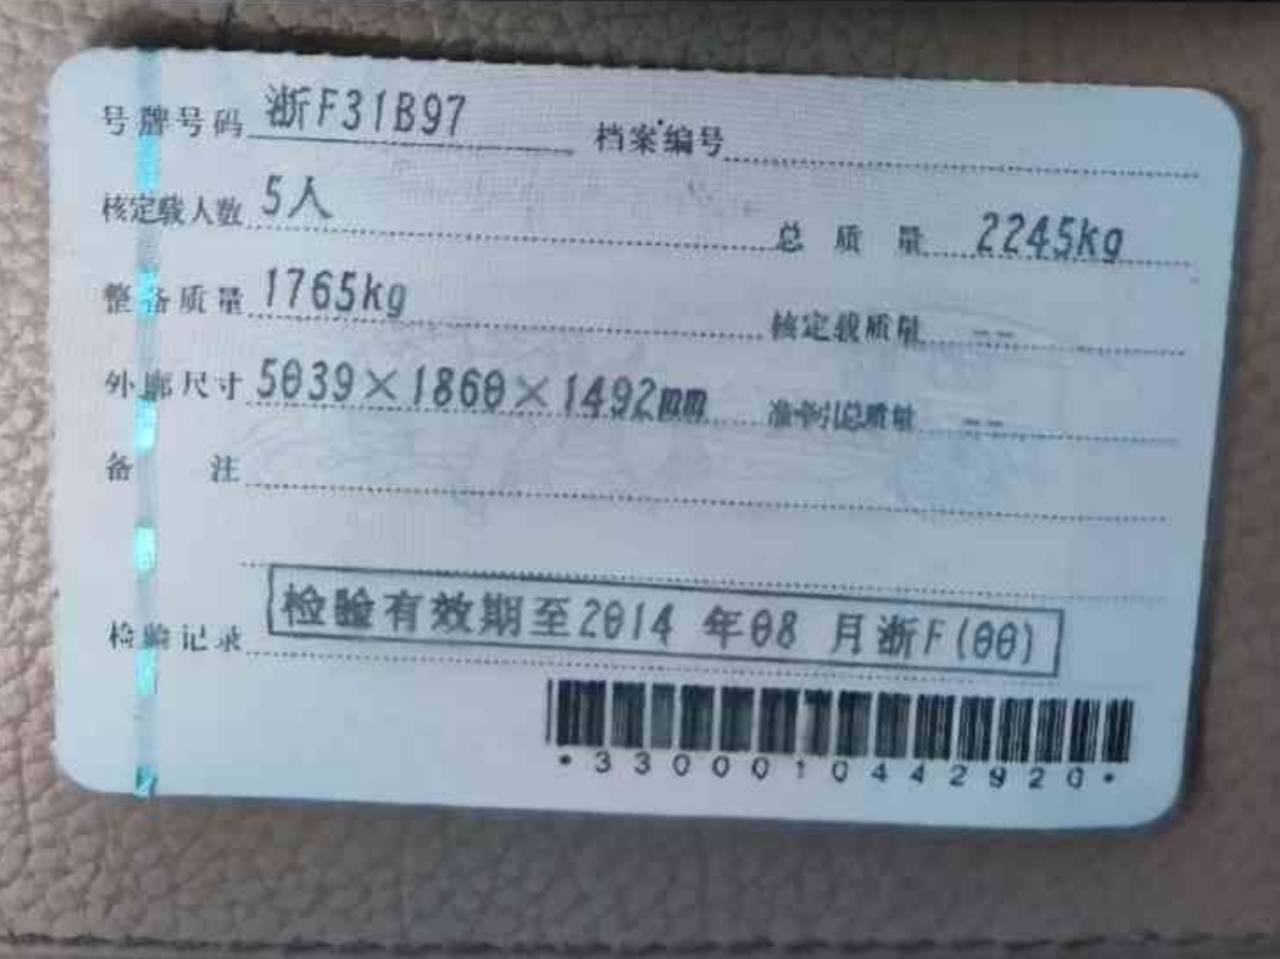 号牌号码 浙F31B97 档案编号
核定载人数 5人 总质量 2245kg
整备质量 1765kg 核定载质量 --
外廓尺寸 5039×1860×1492mm 准牵引总质量 --
备注
检验记录 检验有效期至2014 年08 月浙F(00)
*3300010442920*